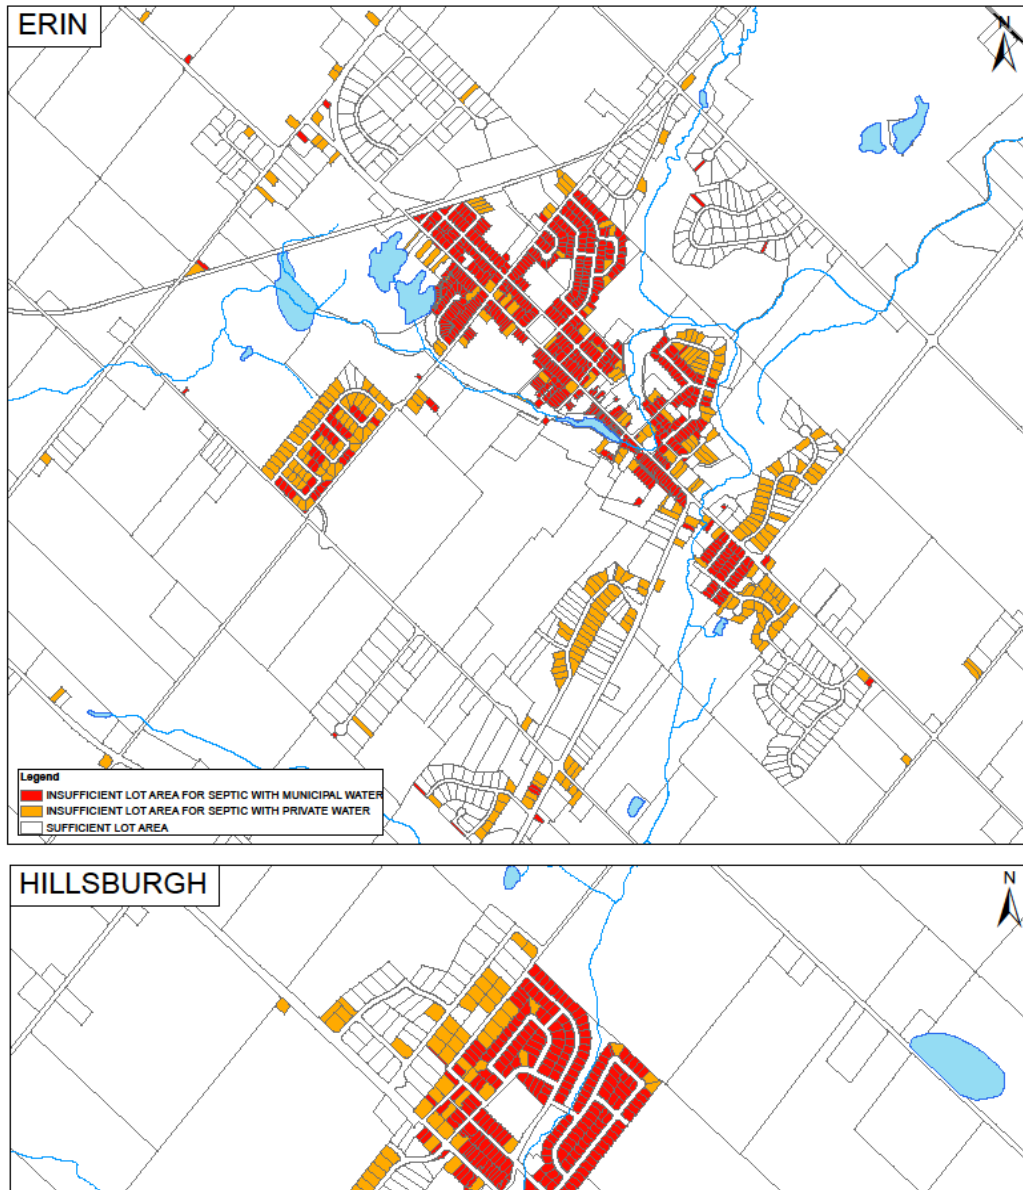 ERIN
N
Legend
INSUFFICIENT LOT AREA FOR SEPTIC WITH MUNICIPAL WATER
INSUFFICIENT LOT AREA FOR SEPTIC WITH PRIVATE WATER
SUFFICIENT LOT AREA
HILLSBURGH
N